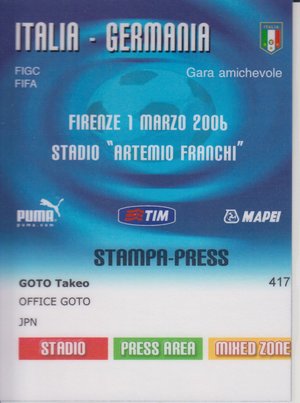 ITALIA - GERMANIA
FIGC
FIFA
Gara amichevole
FIRENZE 1 MARZO 2006
STADIO "ARTEMIO FRANCHI"
PUMA
puma.com
TIM
MAPEI
STAMPA-PRESS
GOTO Takeo
417
OFFICE GOTO
JPN
STADIO
PRESS AREA
MIXED ZONE